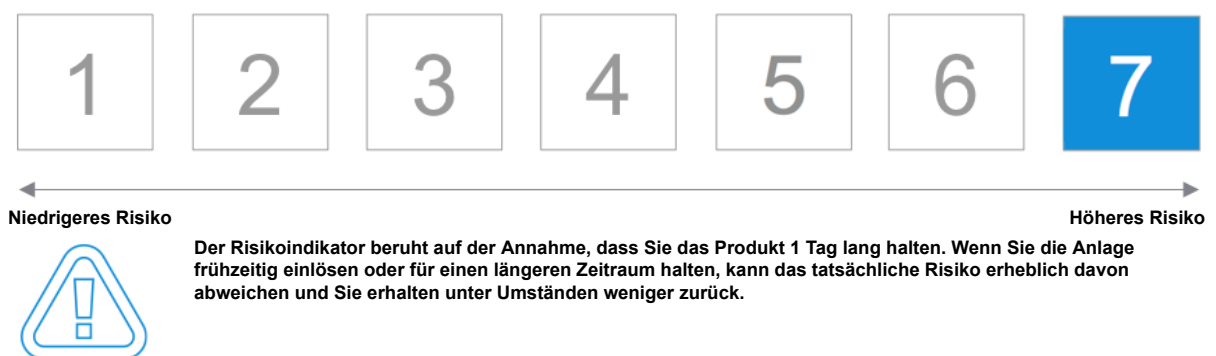 1 2 3 4 5 6 7
Niedrigeres Risiko Höheres Risiko
Der Risikoindikator beruht auf der Annahme, dass Sie das Produkt 1 Tag lang halten. Wenn Sie die Anlage
frühzeitig einlösen oder für einen längeren Zeitraum halten, kann das tatsächliche Risiko erheblich davon
abweichen und Sie erhalten unter Umständen weniger zurück.